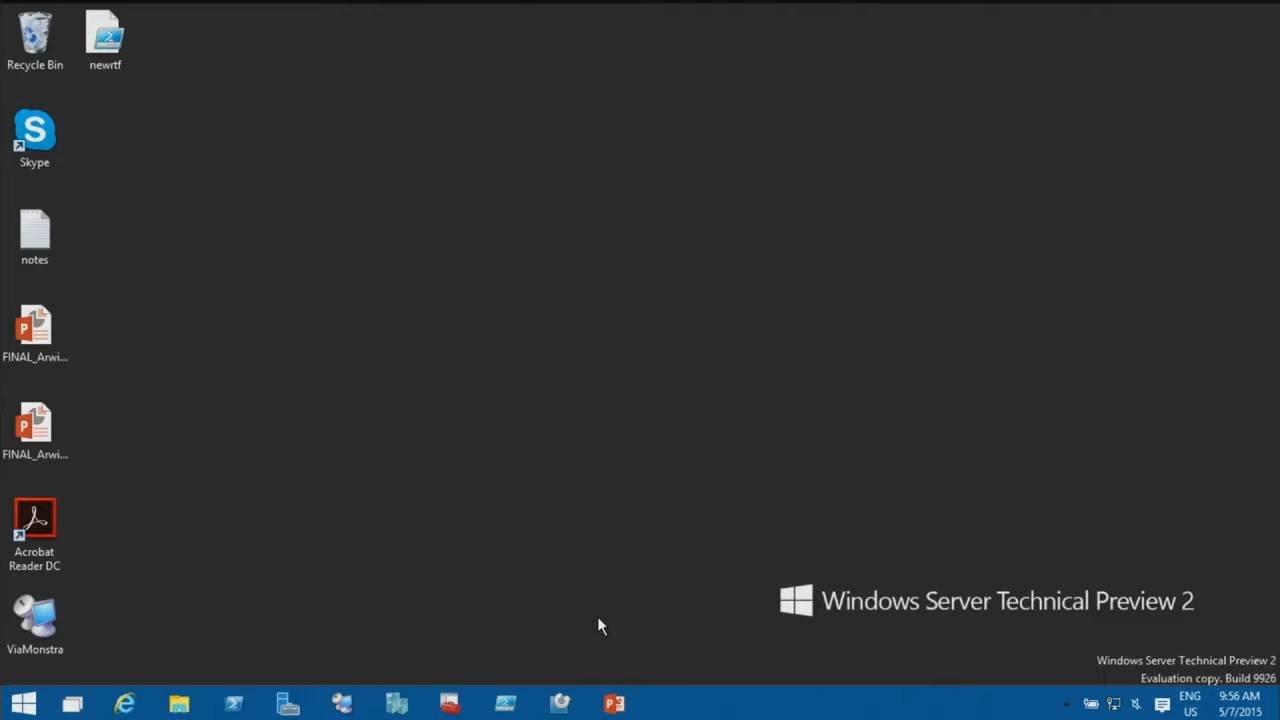 Recycle Bin
newrtf
Skype
notes
FINAL_Arwi...
FINAL_Arwi...
Acrobat
Reader DC
ViaMonstra
Windows Server Technical Preview 2
Windows Server Technical Preview 2
Evaluation copy. Build 9926
ENG
US
9:56 AM
5/7/2015